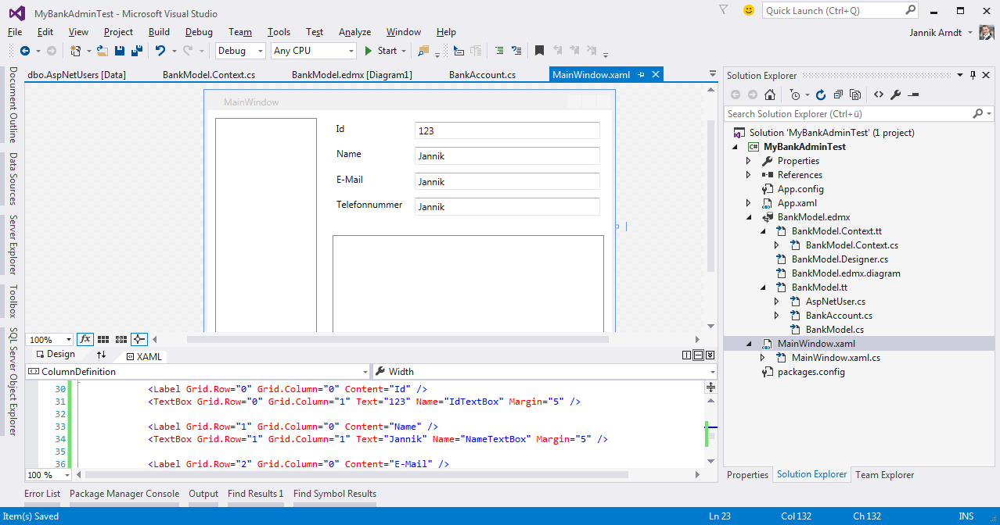 MyBankAdminTest - Microsoft Visual Studio
Quick Launch (Ctrl+Q)
File Edit View Project Build Debug Team Tools Test Analyze Window Help
Jannik Arndt
Debug Any CPU Start
Document Outline
Data Sources
Server Explorer
Toolbox
SQL Server Object Explorer
dbo.AspNetUsers [Data] BankModel.Context.cs BankModel.edmx [Diagram1] BankAccount.cs MainWindow.xaml
MainWindow
Id 123
Name Jannik
E-Mail Jannik
Telefonnummer Jannik
100% fx
Design XAML
ColumnDefinition Width
30 <Label Grid.Row="0" Grid.Column="0" Content="Id" />
31 <TextBox Grid.Row="0" Grid.Column="1" Text="123" Name="IdTextBox" Margin="5" />
32
33 <Label Grid.Row="1" Grid.Column="0" Content="Name" />
34 <TextBox Grid.Row="1" Grid.Column="1" Text="Jannik" Name="NameTextBox" Margin="5" />
35
36 <Label Grid.Row="2" Grid.Column="0" Content="E-Mail" />
100 %
Solution Explorer
Search Solution Explorer (Ctrl+ü)
Solution 'MyBankAdminTest' (1 project)
C# MyBankAdminTest
Properties
References
App.config
App.xaml
BankModel.edmx
BankModel.Context.tt
BankModel.Context.cs
BankModel.Designer.cs
BankModel.edmx.diagram
BankModel.tt
AspNetUser.cs
BankAccount.cs
BankModel.cs
MainWindow.xaml
MainWindow.xaml.cs
packages.config
Properties Solution Explorer Team Explorer
Error List Package Manager Console Output Find Results 1 Find Symbol Results
Item(s) Saved Ln 23 Col 132 Ch 132 INS